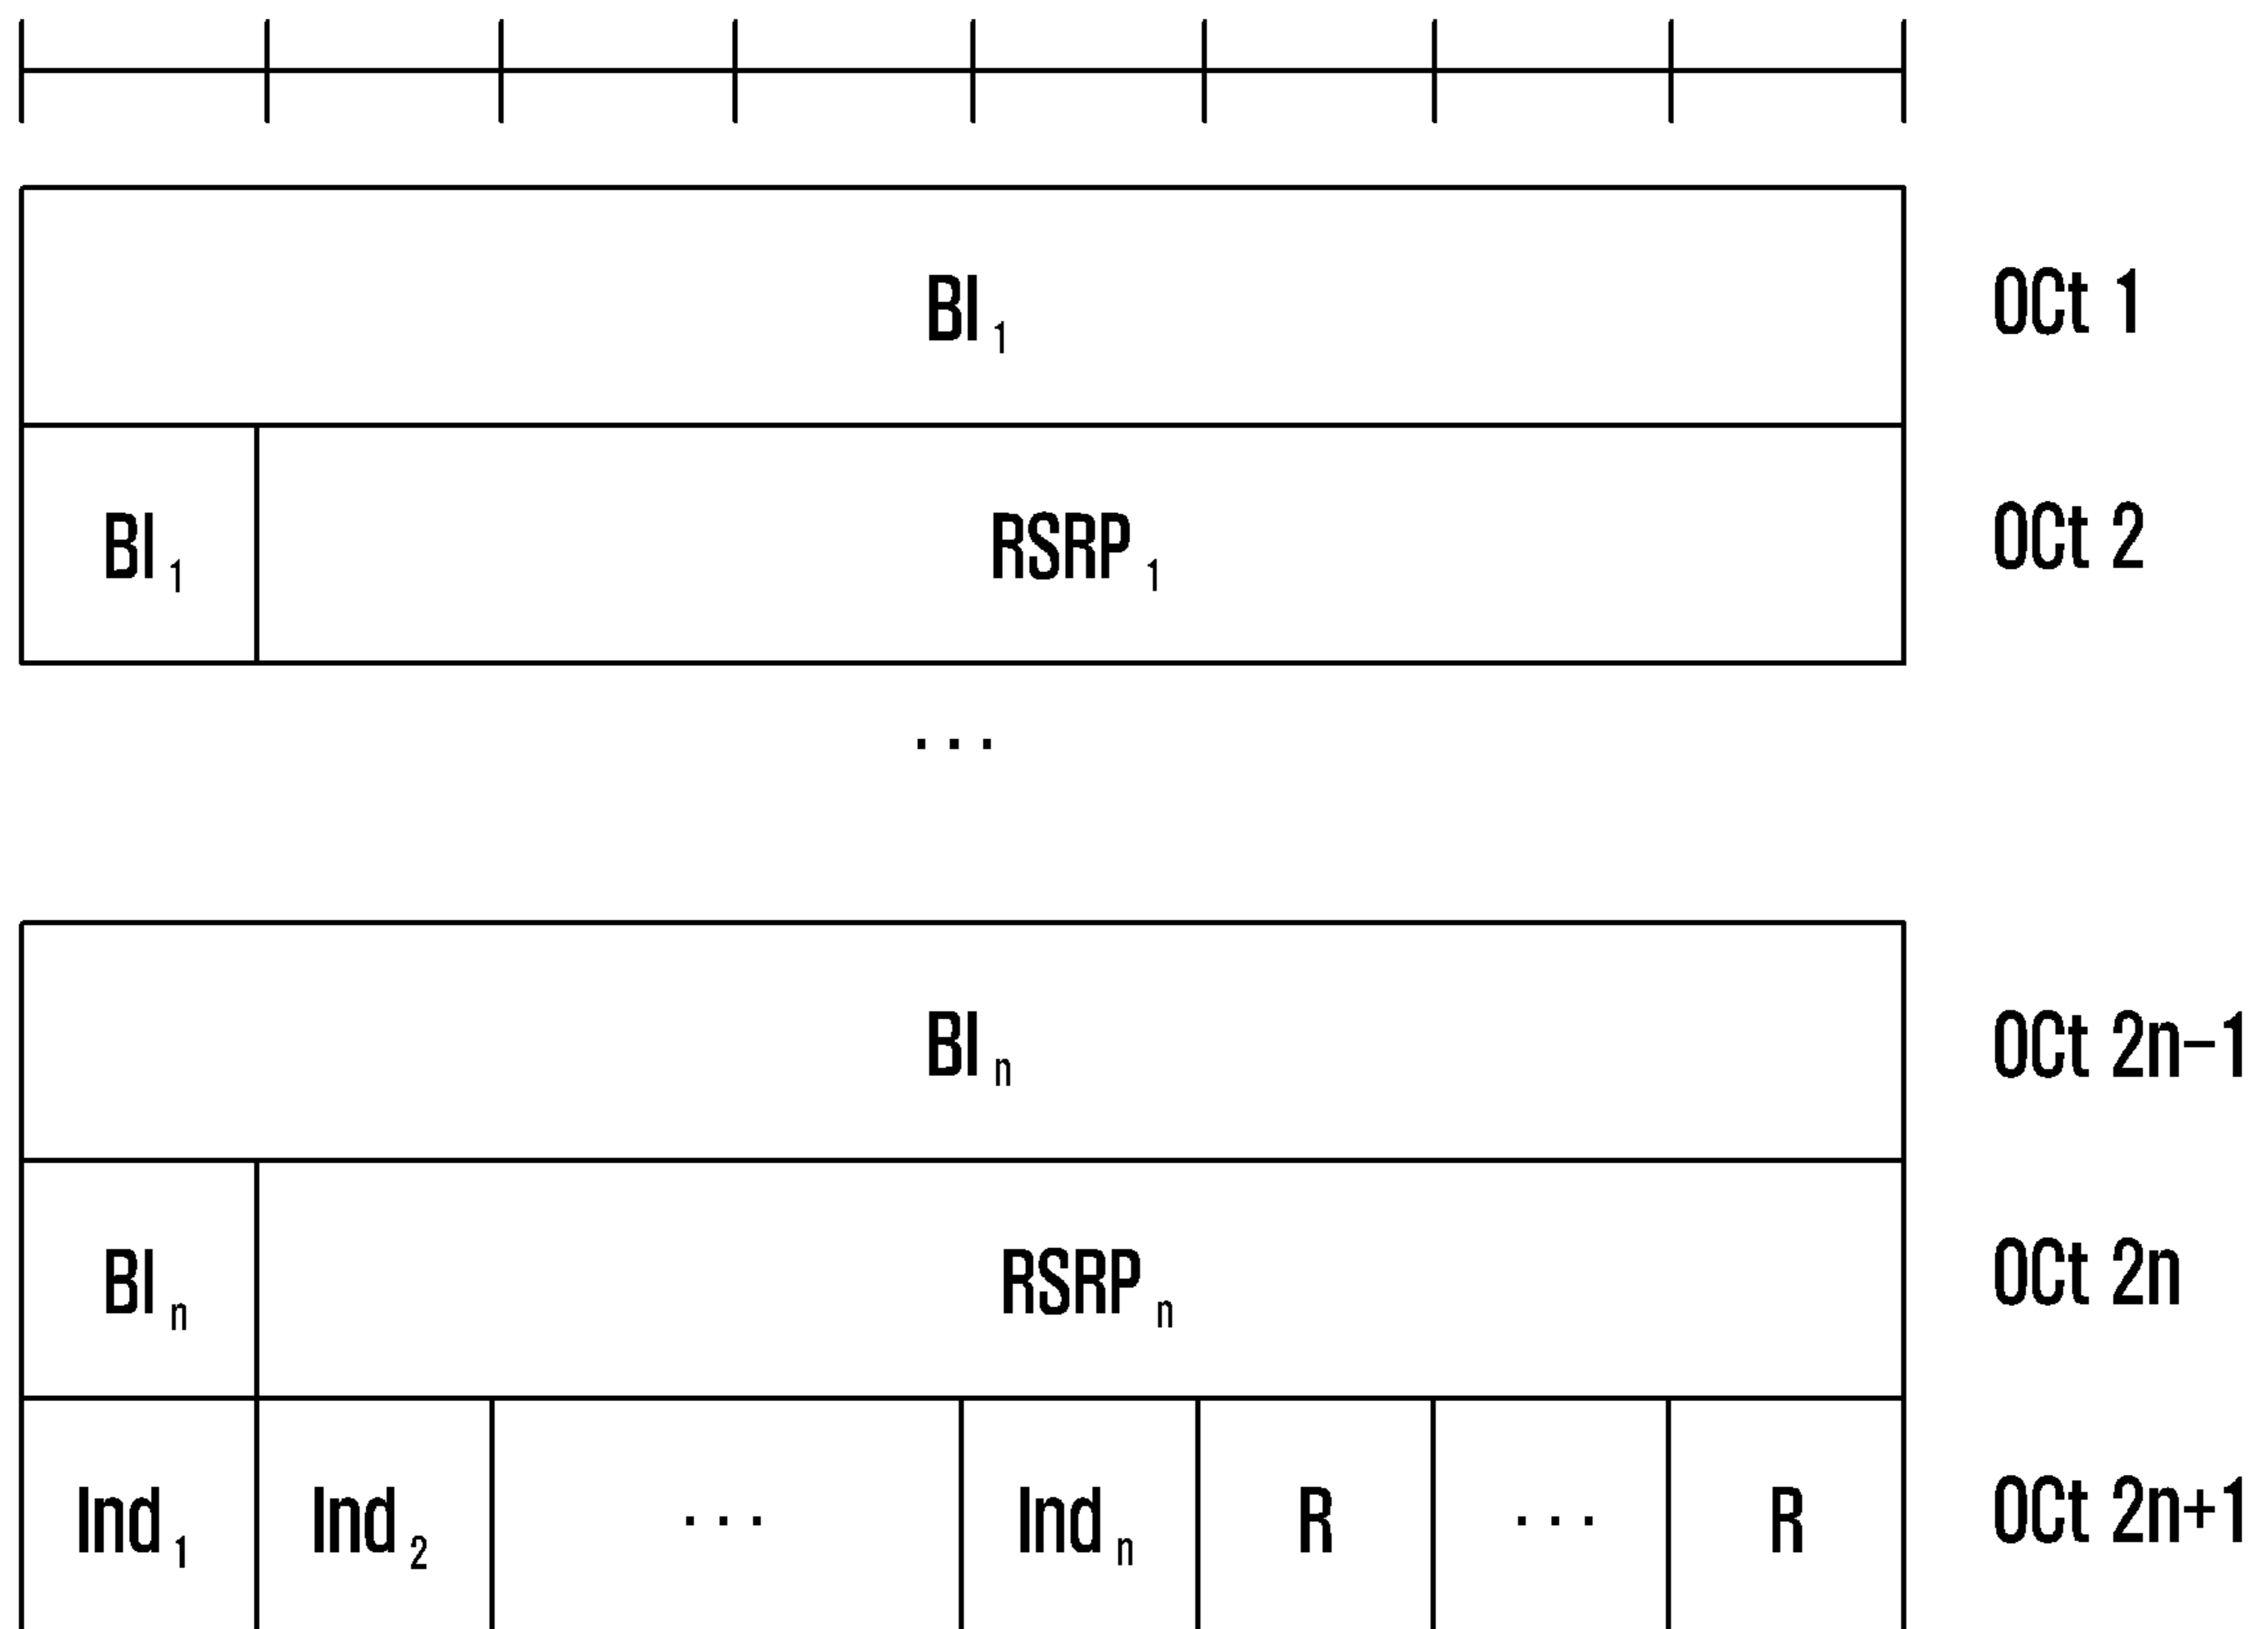 BI₁ OCt 1
BI₁ RSRP₁ OCt 2
...
BIₙ OCt 2n-1
BIₙ RSRPₙ OCt 2n
Ind₁ Ind₂ ... Indₙ R ... R OCt 2n+1